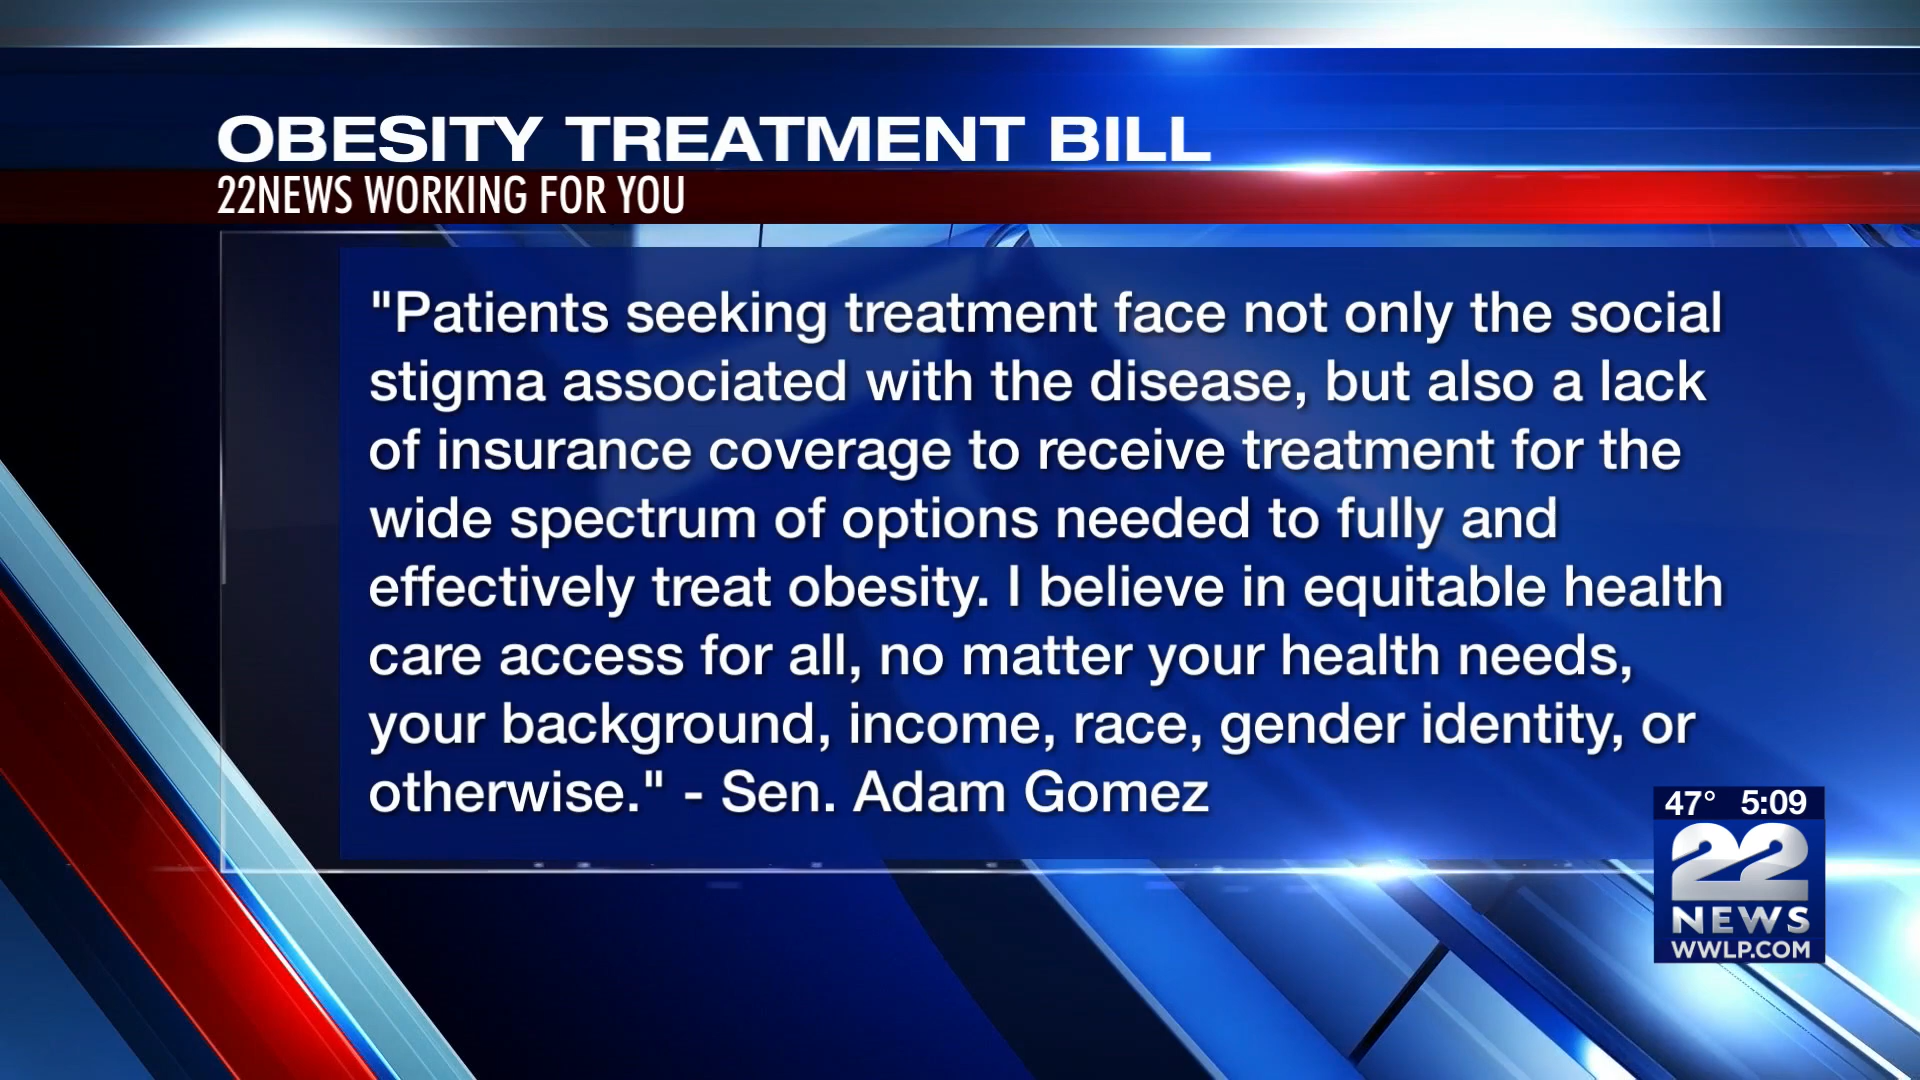 OBESITY TREATMENT BILL
22NEWS WORKING FOR YOU
"Patients seeking treatment face not only the social
stigma associated with the disease, but also a lack
of insurance coverage to receive treatment for the
wide spectrum of options needed to fully and
effectively treat obesity. I believe in equitable health
care access for all, no matter your health needs,
your background, income, race, gender identity, or
otherwise." - Sen. Adam Gomez
47° 5:09
22
NEWS
WWLP.COM